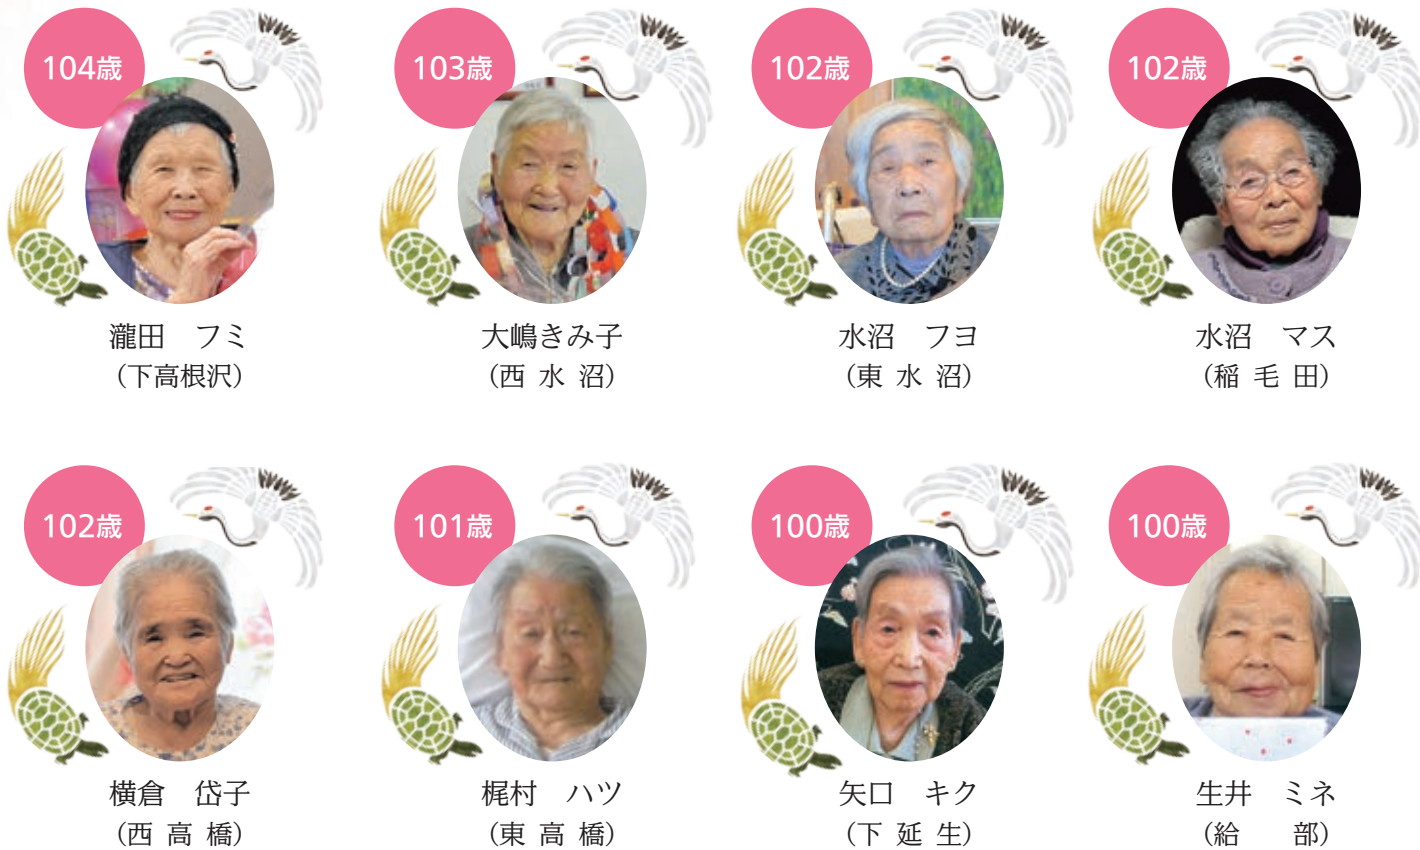 104歳
瀧田 フミ
(下高根沢)
103歳
大嶋きみ子
(西水沼)
102歳
水沼 フヨ
(東水沼)
102歳
水沼 マス
(稲毛田)
102歳
横倉 岱子
(西高橋)
101歳
梶村 ハツ
(東高橋)
100歳
矢口 キク
(下延生)
100歳
生井 ミネ
(給部)